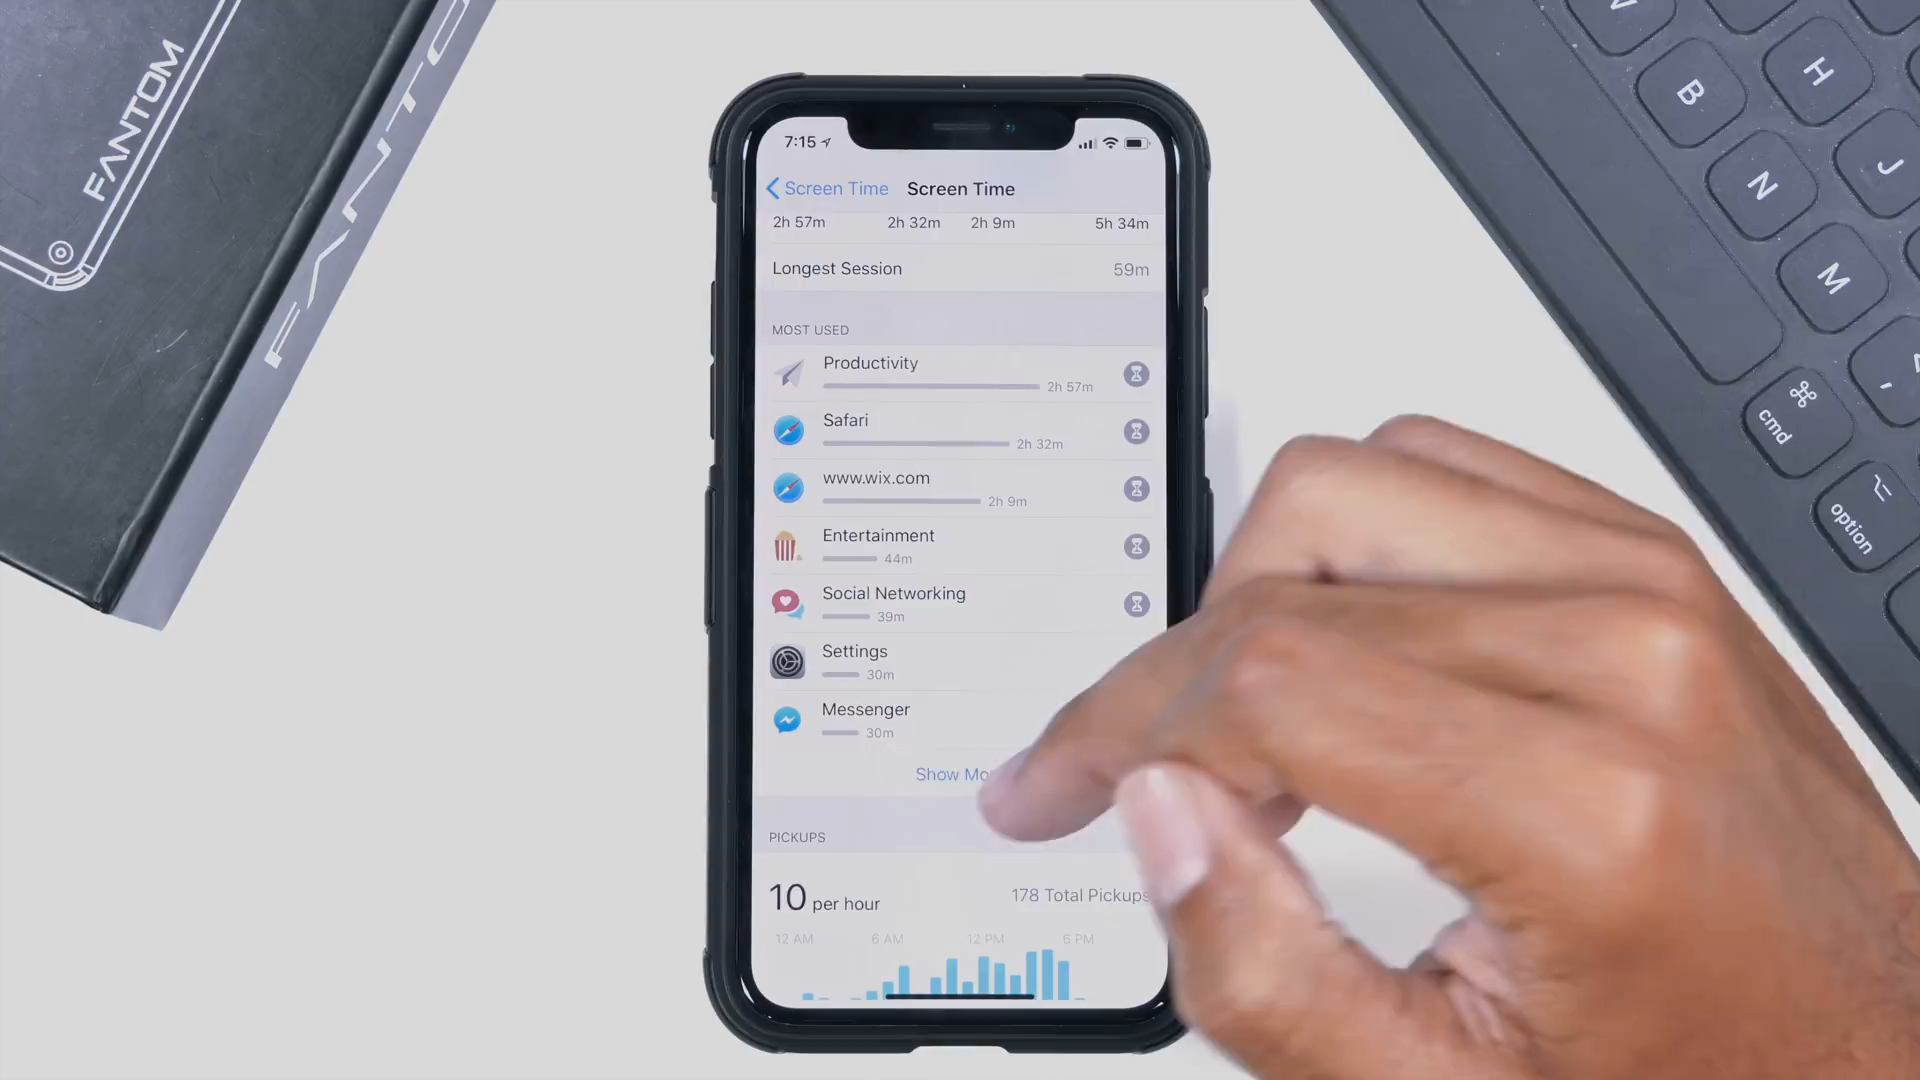 FANTOM
FANTO
7:15
Screen Time Screen Time
2h 57m 2h 32m 2h 9m 5h 34m
Longest Session 59m
MOST USED
Productivity
2h 57m
Safari
2h 32m
www.wix.com
2h 9m
Entertainment
44m
Social Networking
39m
Settings
30m
Messenger
30m
Show Mo
PICKUPS
10 per hour 178 Total Pickups
12 AM 6 AM 12 PM 6 PM
V
B
H
N
J
M
,
⌘
cmd
⌥
option